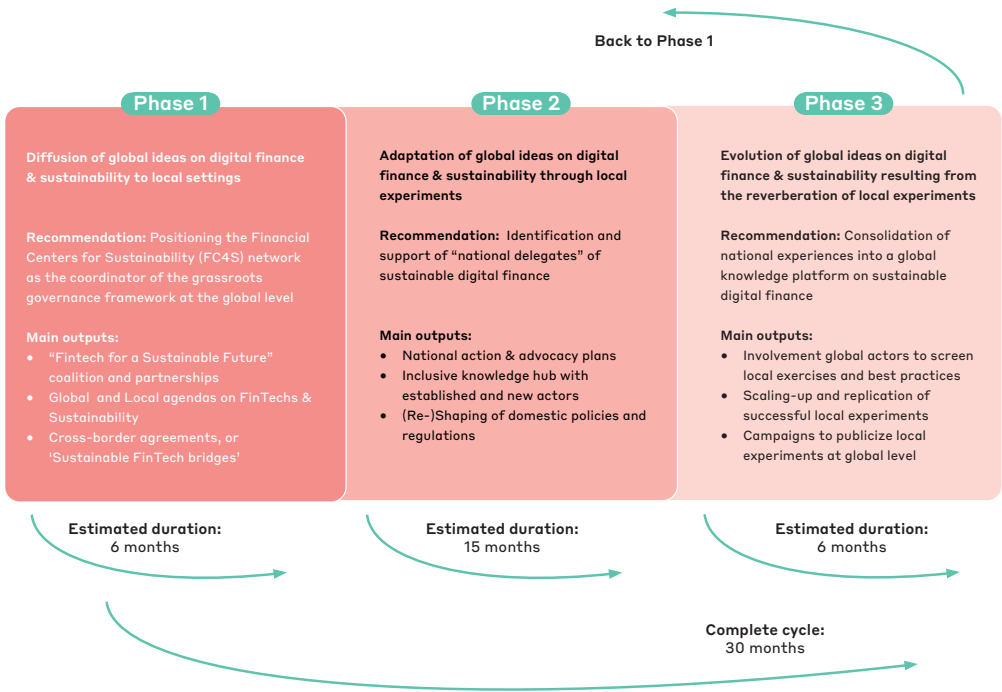 Back to Phase 1
Phase 1
Diffusion of global ideas on digital finance
& sustainability to local settings
Recommendation: Positioning the Financial
Centers for Sustainability (FC4S) network
as the coordinator of the grassroots
governance framework at the global level
Main outputs:
• “Fintech for a Sustainable Future”
coalition and partnerships
• Global and Local agendas on FinTechs &
Sustainability
• Cross-border agreements, or
‘Sustainable FinTech bridges’
Phase 2
Adaptation of global ideas on digital
finance & sustainability through local
experiments
Recommendation: Identification and
support of “national delegates” of
sustainable digital finance
Main outputs:
• National action & advocacy plans
• Inclusive knowledge hub with
established and new actors
• (Re-)Shaping of domestic policies and
regulations
Phase 3
Evolution of global ideas on digital
finance & sustainability resulting from
the reverberation of local experiments
Recommendation: Consolidation of
national experiences into a global
knowledge platform on sustainable
digital finance
Main outputs:
• Involvement global actors to screen
local exercises and best practices
• Scaling-up and replication of
successful local experiments
• Campaigns to publicize local
experiments at global level
Estimated duration:
6 months
Estimated duration:
15 months
Estimated duration:
6 months
Complete cycle:
30 months